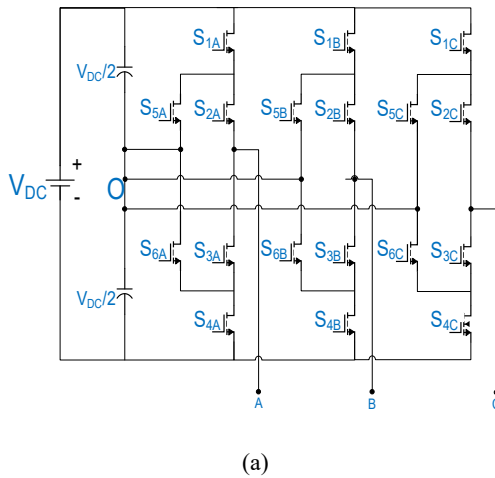 S1A S1B S1C
VDC/2
S5A S2A S5B S2B S5C S2C
+
VDC O
-
S6A S3A S6B S3B S6C S3C
VDC/2
S4A S4B S4C
A B
(a)